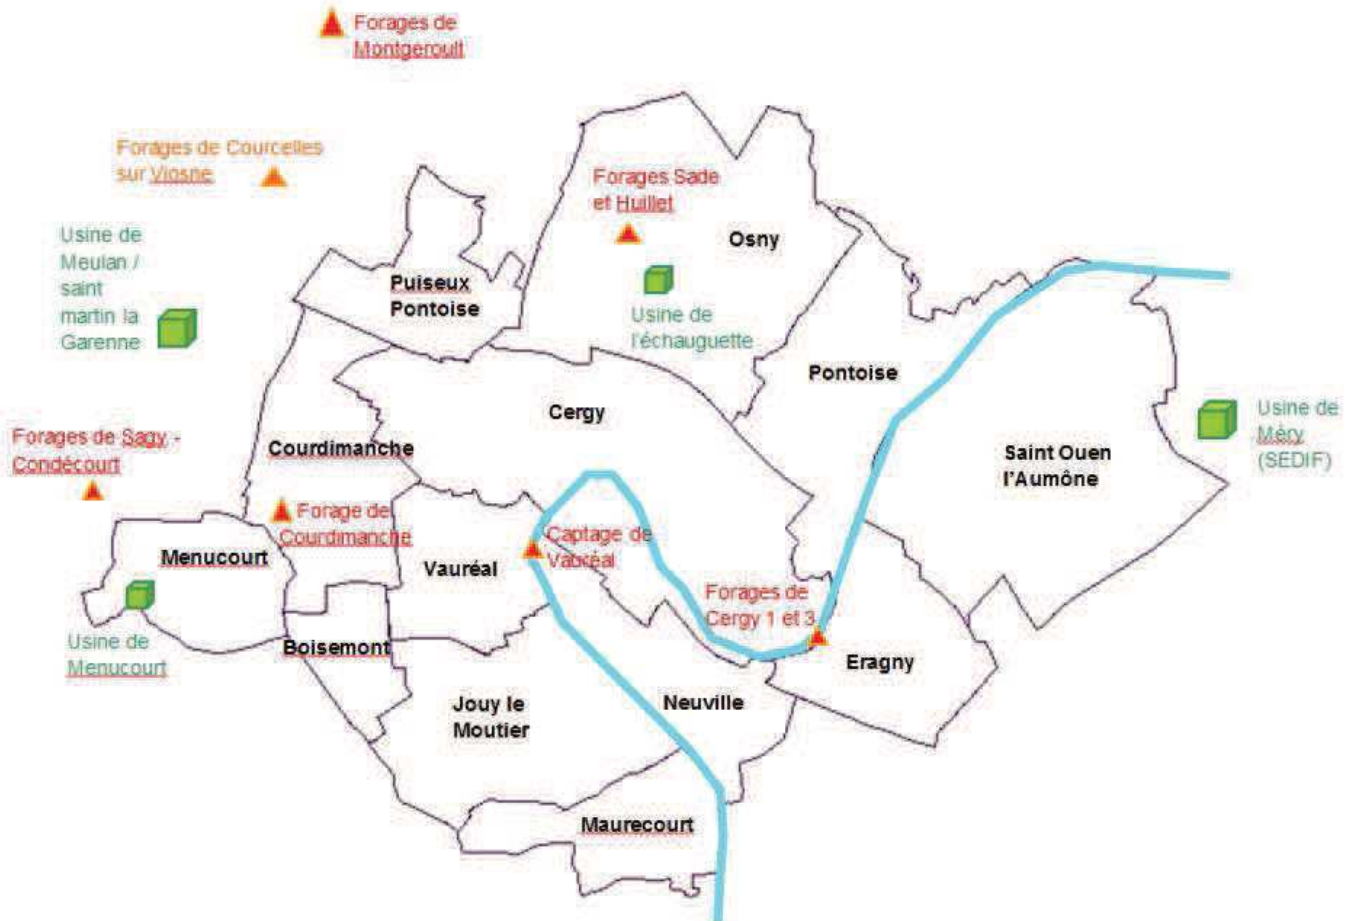 Forages de
Montgeroult
Forages de Courcelles
sur Viosne
Forages Sade
et Huillet
Osny
Usine de
Meulan /
saint
martin la
Garenne
Puiseux
Pontoise
Usine de
l'échauguette
Pontoise
Cergy
Usine de
Méry
(SEDIF)
Forages de Sagy -
Condécourt
Courdimanche
Saint Ouen
l'Aumône
Forage de
Courdimanche
Captage de
Vauréal
Menucourt
Vauréal
Forages de
Cergy 1 et 3
Usine de
Menucourt
Boisemont
Eragny
Jouy le
Moutier
Neuville
Maurecourt